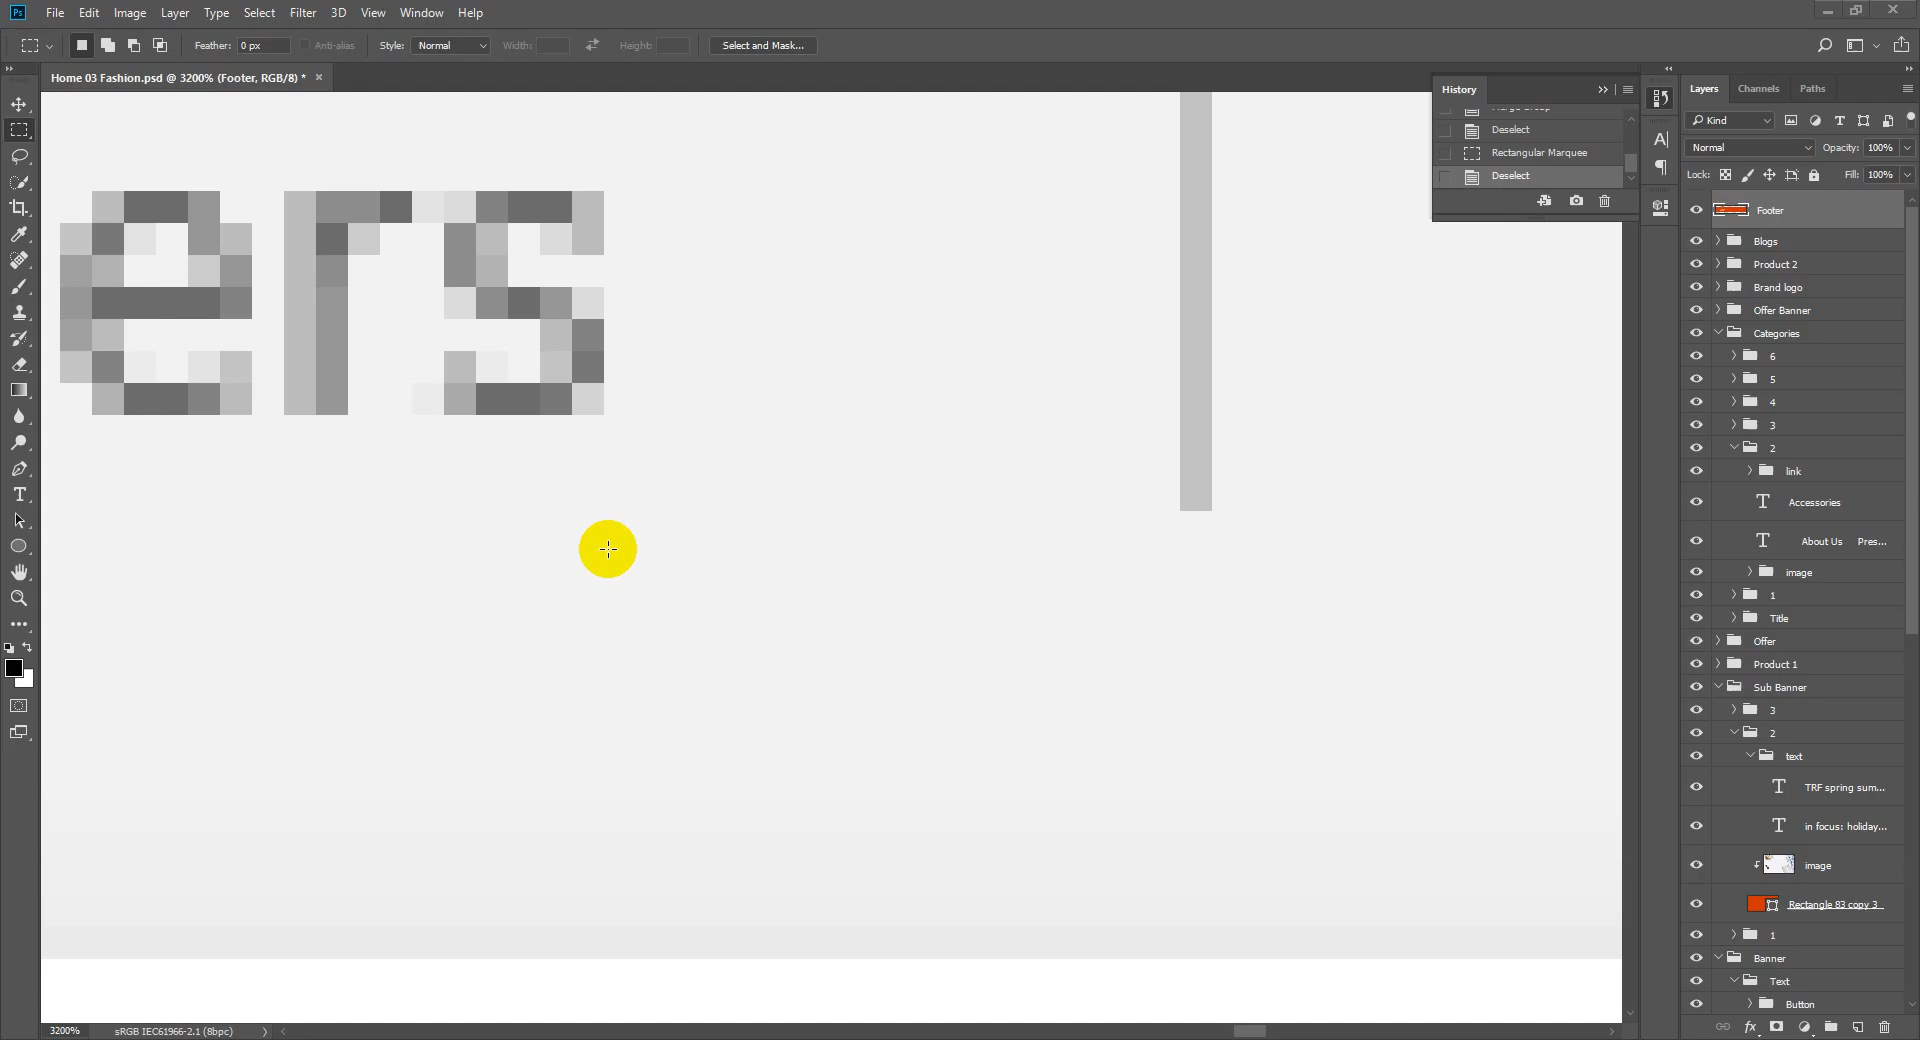 Ps File Edit Image Layer Type Select Filter 3D View Window Help
Feather: 0 px Anti-alias Style: Normal Width: Height: Select and Mask...
Home 03 Fashion.psd @ 3200% (Footer, RGB/8) * ×
ers
History
Deselect
Rectangular Marquee
Deselect
Layers Channels Paths
Kind
Normal Opacity: 100%
Lock: Fill: 100%
Footer
Blogs
Product 2
Brand logo
Offer Banner
Categories
6
5
4
3
2
link
Accessories
About Us Pres...
image
1
Title
Offer
Product 1
Sub Banner
3
2
text
TRF spring sum...
in focus: holiday...
image
Rectangle 83 copy 3
1
Banner
Text
Button
3200% sRGB IEC61966-2.1 (8bpc)